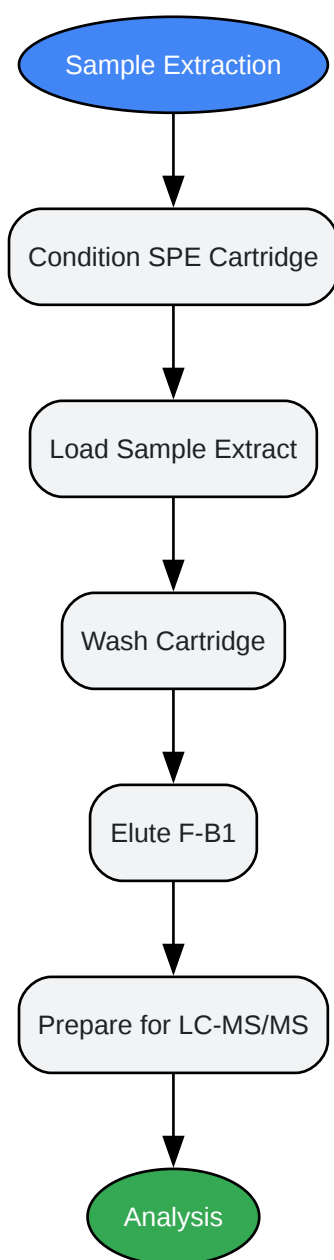 Sample Extraction
Condition SPE Cartridge
Load Sample Extract
Wash Cartridge
Elute F-B1
Prepare for LC-MS/MS
Analysis